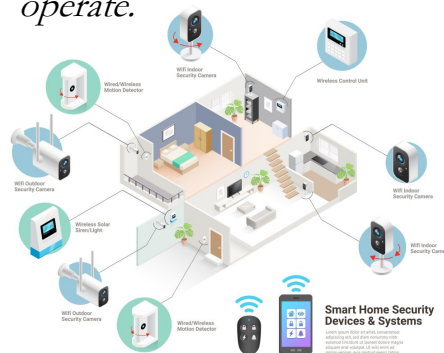 operate.
Wifi Indoor
Security Camera
Wireless Control Unit
Wired/Wireless
Motion Detector
Wifi Outdoor
Security Camera
Wifi Indoor
Security Camera
Wireless Solar
Siren/Light
Wifi Indoor
Security Came
Wifi Outdoor
Security Camera
Wired/Wireless
Motion Detector
Smart Home Security
Devices & Systems